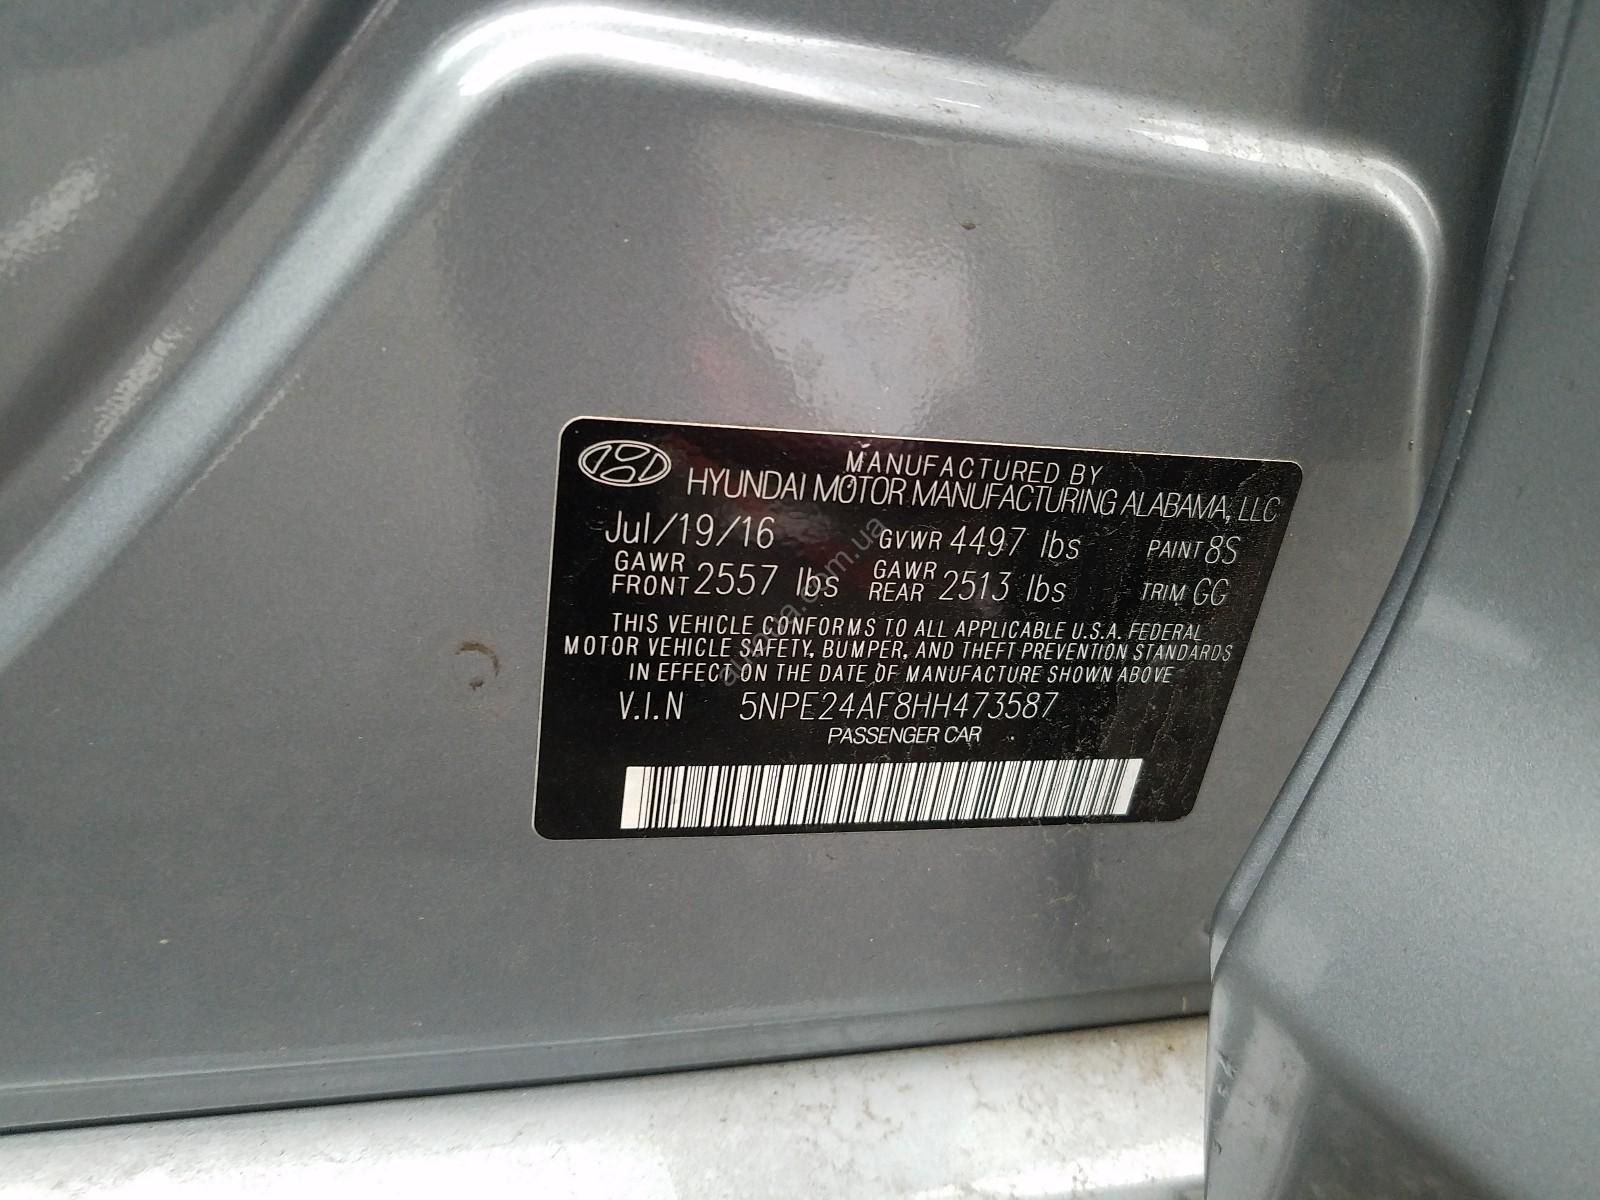 MANUFACTURED BY
HYUNDAI MOTOR MANUFACTURING ALABAMA, LLC
Jul/19/16 GVWR 4497 lbs PAINT 8S
GAWR FRONT 2557 lbs GAWR REAR 2513 lbs TRIM GG
THIS VEHICLE CONFORMS TO ALL APPLICABLE U.S.A. FEDERAL
MOTOR VEHICLE SAFETY, BUMPER, AND THEFT PREVENTION STANDARDS
IN EFFECT ON THE DATE OF MANUFACTURE SHOWN ABOVE
V.I.N 5NPE24AF8HH473587
PASSENGER CAR